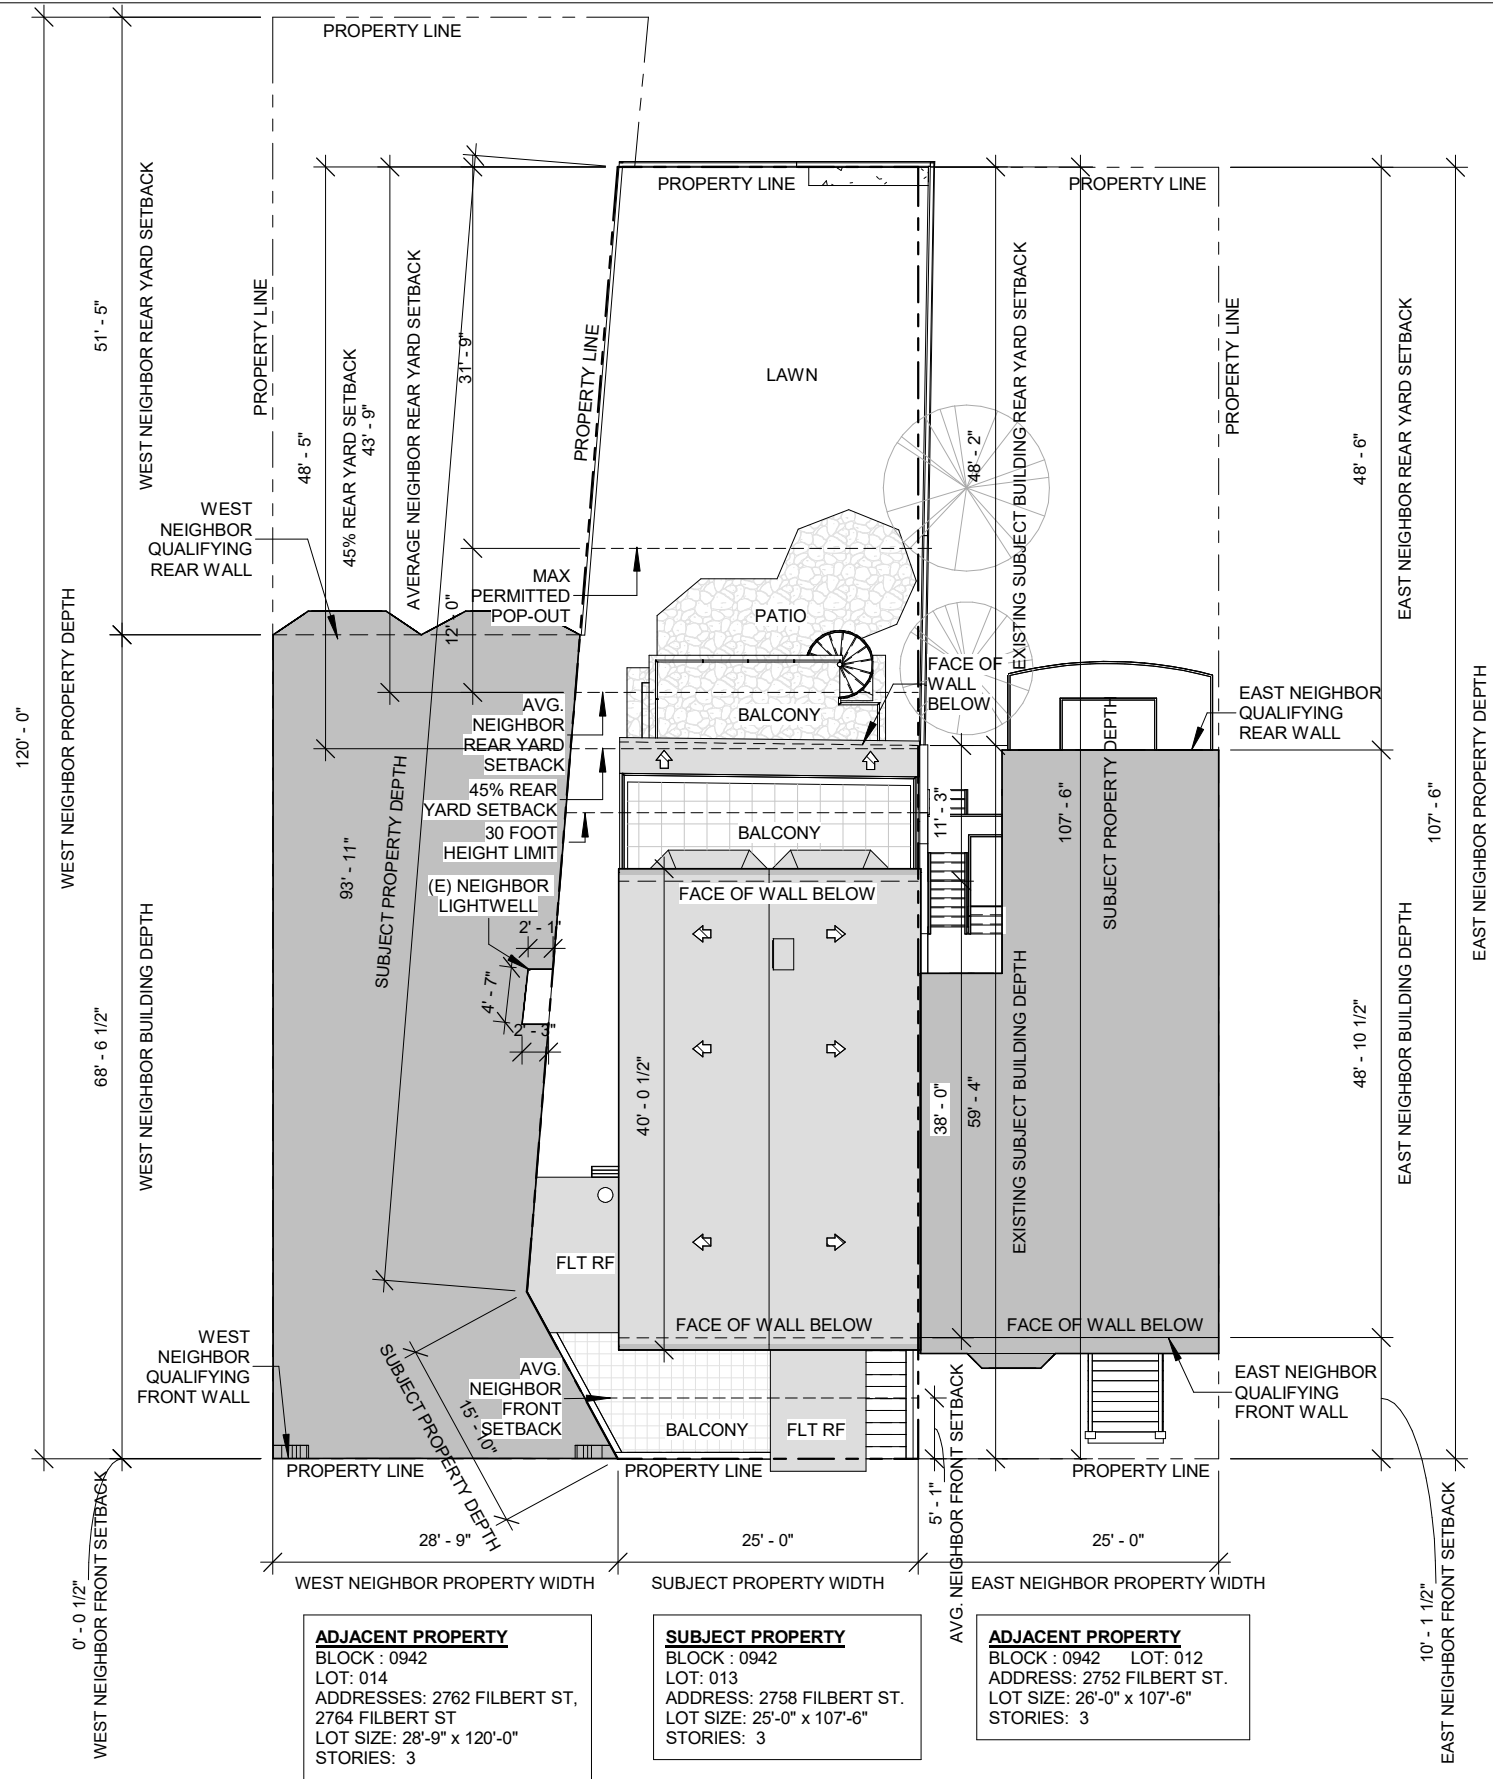 PROPERTY LINE
WEST NEIGHBOR REAR YARD SETBACK
51' - 5"
PROPERTY LINE
48' - 5"
45% REAR YARD SETBACK
43' - 9"
AVERAGE NEIGHBOR REAR YARD SETBACK
31' - 9"
PROPERTY LINE
PROPERTY LINE
LAWN
EXISTING SUBJECT BUILDING REAR YARD SETBACK
48' - 2"
PROPERTY LINE
PROPERTY LINE
48' - 6"
EAST NEIGHBOR REAR YARD SETBACK
WEST
NEIGHBOR
QUALIFYING
REAR WALL
MAX
PERMITTED
POP-OUT
12' - 0"
PATIO
FACE OF
WALL
BELOW
AVG.
NEIGHBOR
REAR YARD
SETBACK
BALCONY
EAST NEIGHBOR
QUALIFYING
REAR WALL
120' - 0"
WEST NEIGHBOR PROPERTY DEPTH
45% REAR
YARD SETBACK
30 FOOT
HEIGHT LIMIT
BALCONY
11' - 3"
107' - 6"
SUBJECT PROPERTY DEPTH
107' - 6"
EAST NEIGHBOR PROPERTY DEPTH
93' - 11"
SUBJECT PROPERTY DEPTH
(E) NEIGHBOR
LIGHTWELL
2' - 1"
4' - 7"
2' - 3"
FACE OF WALL BELOW
68' - 6 1/2"
WEST NEIGHBOR BUILDING DEPTH
40' - 0 1/2"
38' - 0"
59' - 4"
EXISTING SUBJECT BUILDING DEPTH
48' - 10 1/2"
EAST NEIGHBOR BUILDING DEPTH
FLT RF
FACE OF WALL BELOW
FACE OF WALL BELOW
WEST
NEIGHBOR
QUALIFYING
FRONT WALL
SUBJECT PROPERTY DEPTH
15' - 10"
AVG.
NEIGHBOR
FRONT
SETBACK
BALCONY
FLT RF
EAST NEIGHBOR
QUALIFYING
FRONT WALL
PROPERTY LINE
PROPERTY LINE
PROPERTY LINE
0' - 0 1/2"
WEST NEIGHBOR FRONT SETBACK
5' - 1"
AVG. NEIGHBOR FRONT SETBACK
10' - 1 1/2"
EAST NEIGHBOR FRONT SETBACK
28' - 9"
25' - 0"
25' - 0"
WEST NEIGHBOR PROPERTY WIDTH
SUBJECT PROPERTY WIDTH
EAST NEIGHBOR PROPERTY WIDTH
ADJACENT PROPERTY
BLOCK : 0942
LOT: 014
ADDRESSES: 2762 FILBERT ST,
2764 FILBERT ST
LOT SIZE: 28'-9" x 120'-0"
STORIES: 3
SUBJECT PROPERTY
BLOCK : 0942
LOT: 013
ADDRESS: 2758 FILBERT ST.
LOT SIZE: 25'-0" x 107'-6"
STORIES: 3
ADJACENT PROPERTY
BLOCK : 0942 LOT: 012
ADDRESS: 2752 FILBERT ST.
LOT SIZE: 26'-0" x 107'-6"
STORIES: 3